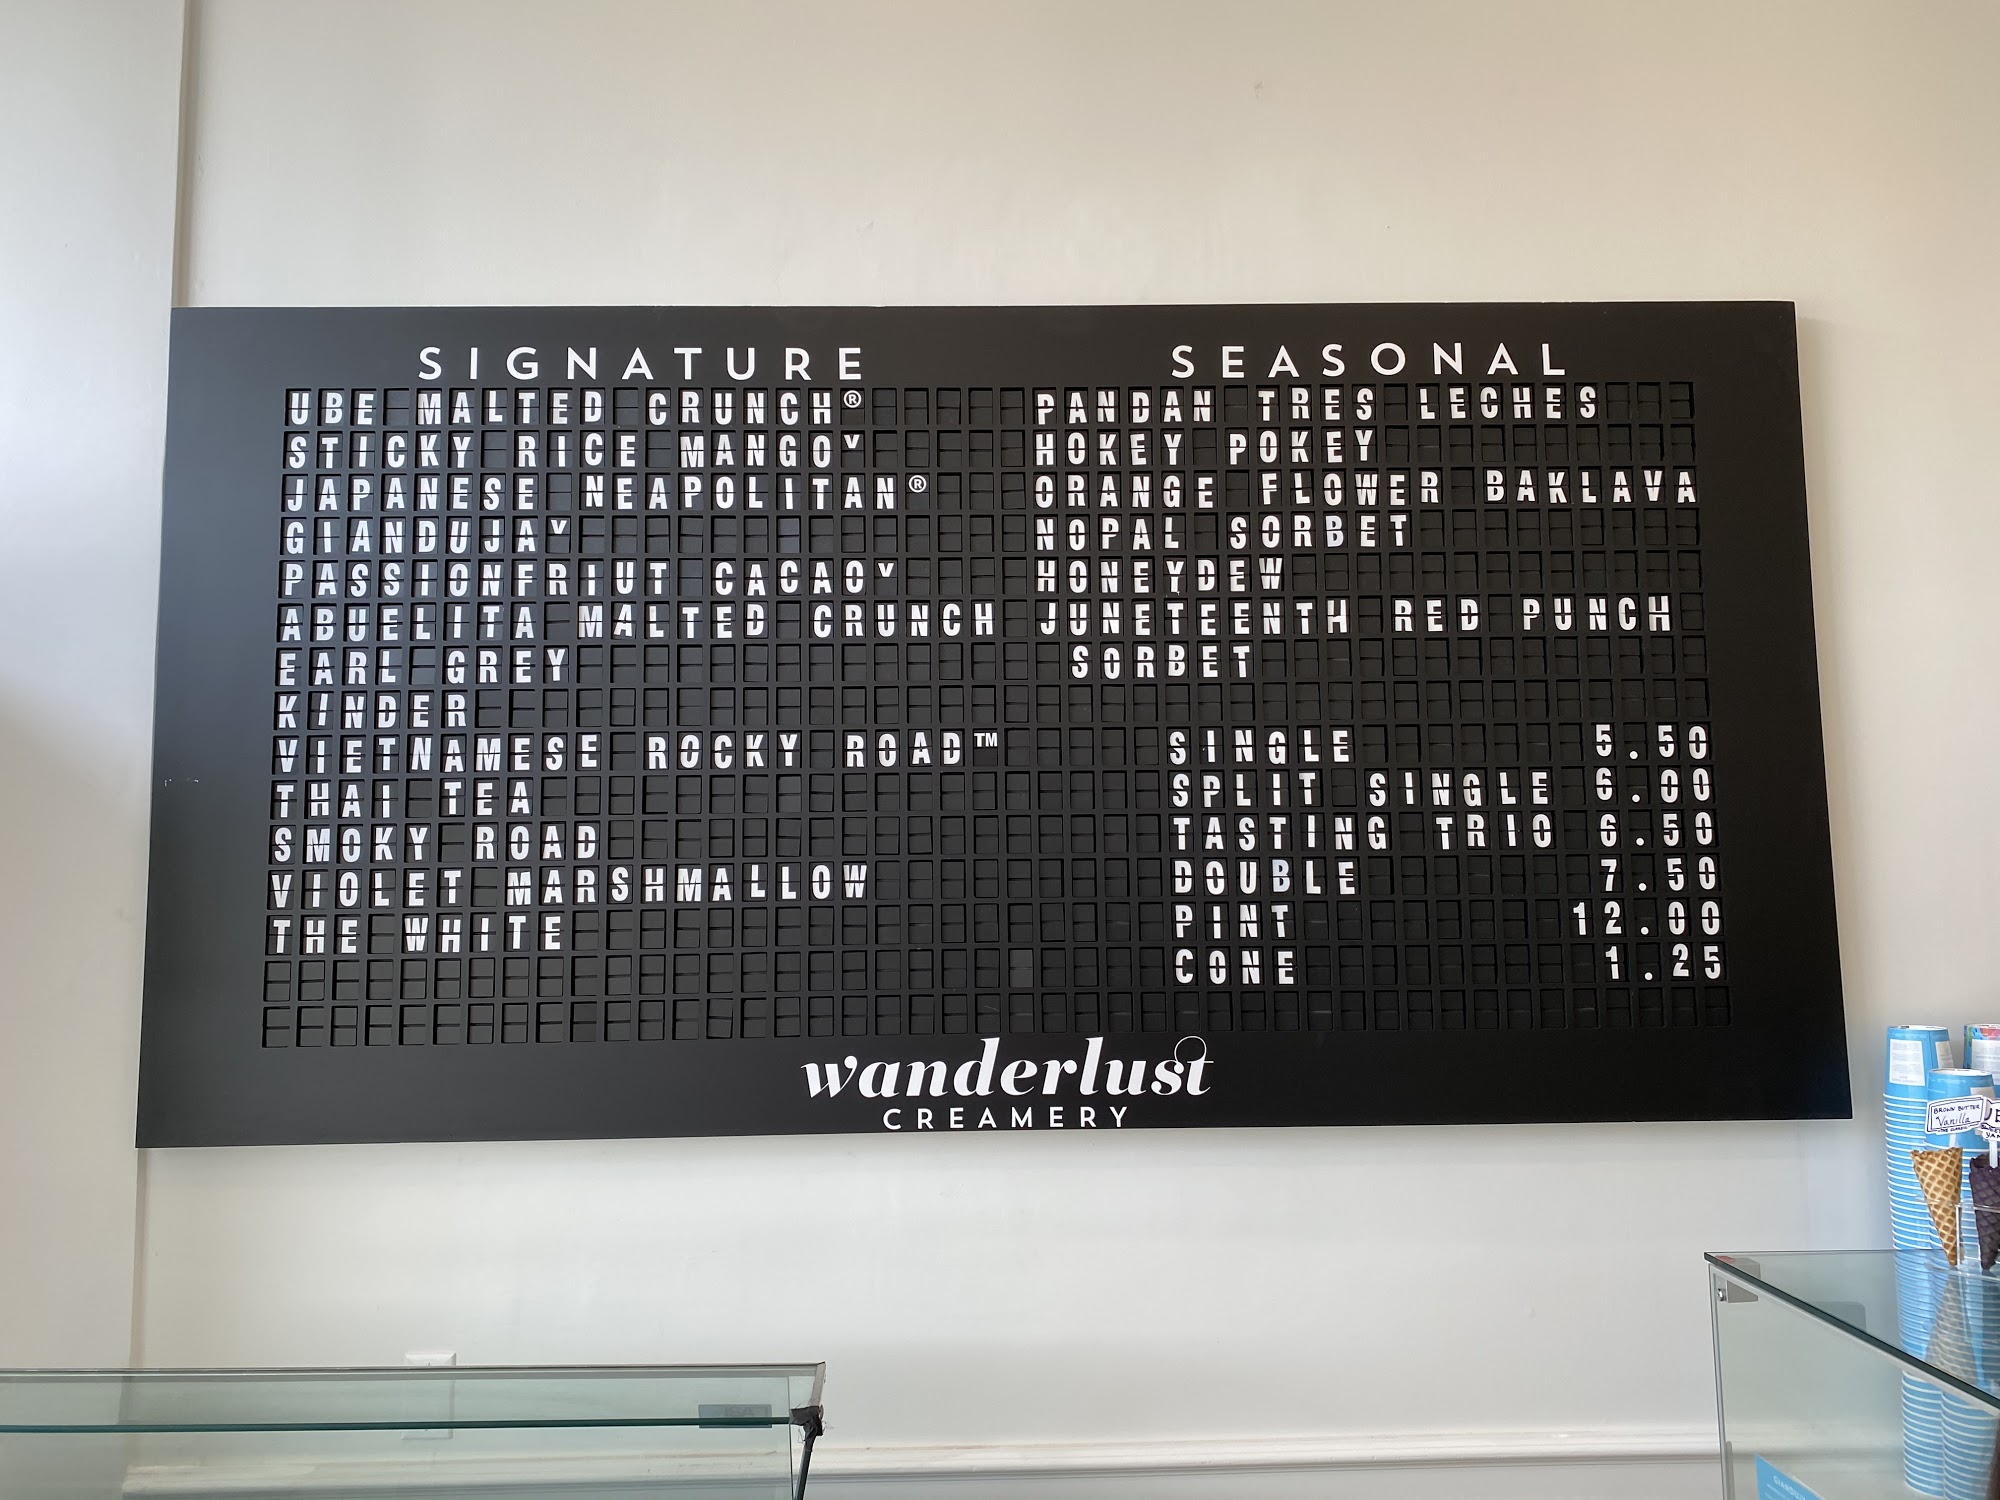 SIGNATURE
UBE MALTED CRUNCH®
STICKY RICE MANGOⱽ
JAPANESE NEAPOLITAN®
GIANDUJAⱽ
PASSIONFRIUT CACAOⱽ
ABUELITA MALTED CRUNCH
EARL GREY
KINDER
VIETNAMESE ROCKY ROAD™
THAI TEA
SMOKY ROAD
VIOLET MARSHMALLOW
THE WHITE
SEASONAL
PANDAN TRES LECHES
HOKEY POKEY
ORANGE FLOWER BAKLAVA
NOPAL SORBET
HONEYDEW
JUNETEENTH RED PUNCH
SORBET
SINGLE 5.50
SPLIT SINGLE 6.00
TASTING TRIO 6.50
DOUBLE 7.50
PINT 12.00
CONE 1.25
wanderlust
CREAMERY
BROWN BUTTER
Vanilla